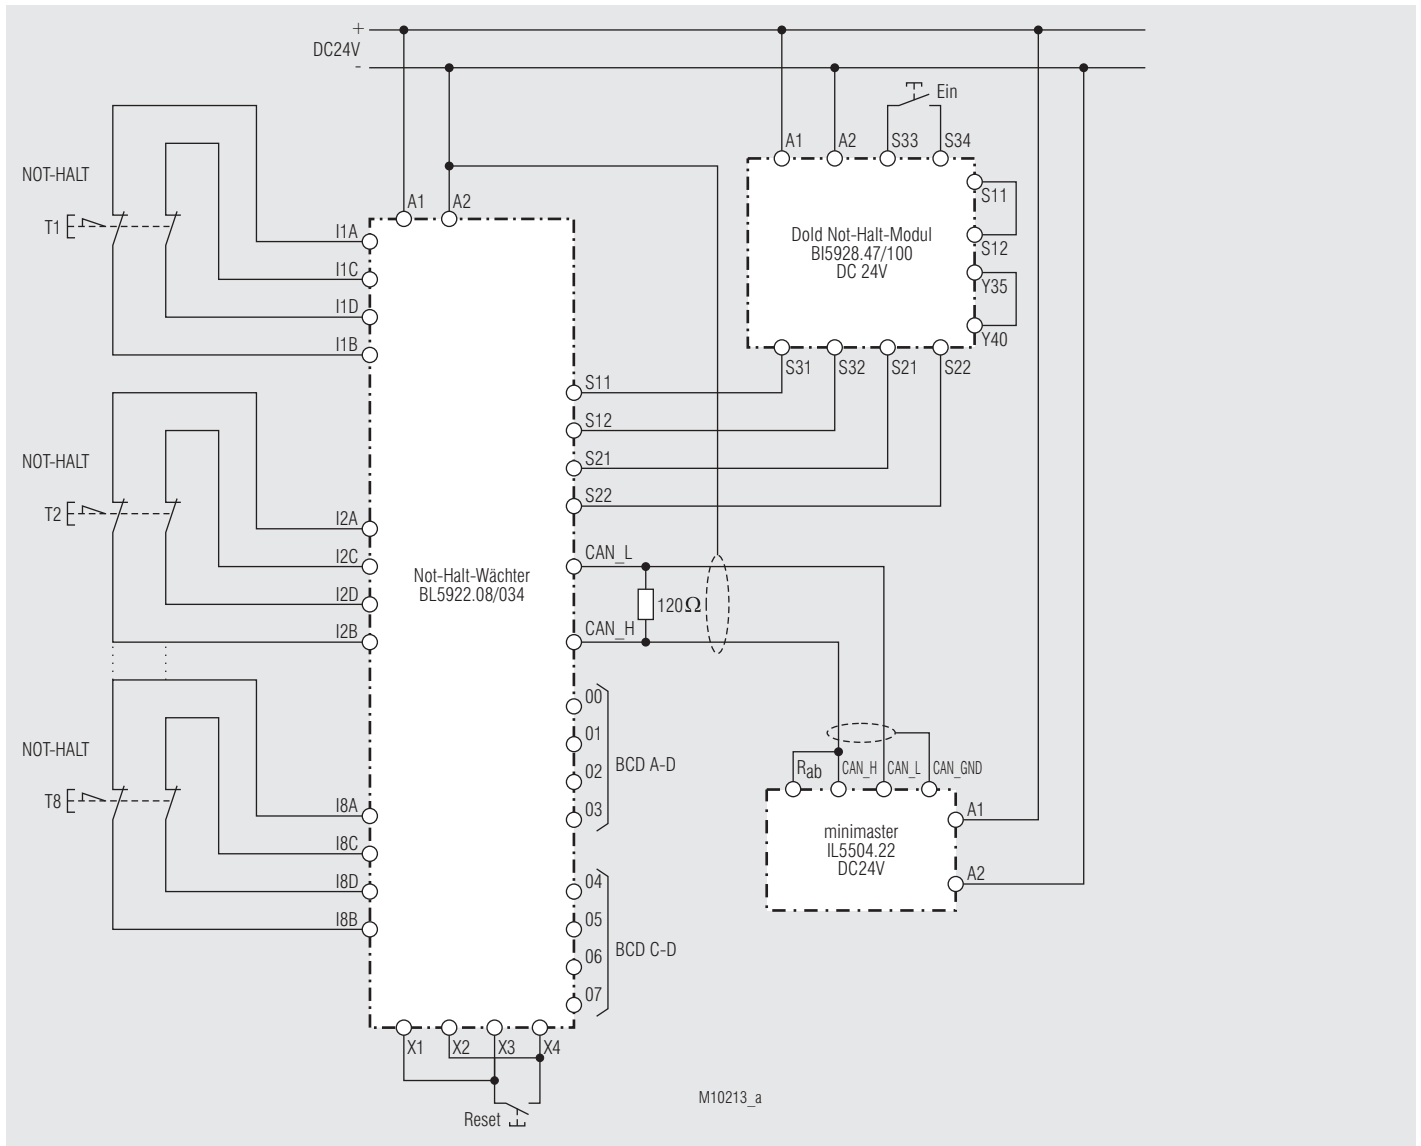 +
DC24V
-
Ein
A1 A2 S33 S34
NOT-HALT
T1
I1A
I1C
I1D
I1B
A1 A2
Dold Not-Halt-Modul
BI5928.47/100
DC 24V
S11
S12
Y35
Y40
S31 S32 S21 S22
S11
S12
S21
S22
NOT-HALT
T2
I2A
I2C
I2D
I2B
Not-Halt-Wächter
BL5922.08/034
CAN_L
120Ω
CAN_H
00
01
02
03
BCD A-D
NOT-HALT
T8
I8A
I8C
I8D
I8B
04
05
06
07
BCD C-D
Rab CAN_H CAN_L CAN_GND
minimaster
IL5504.22
DC24V
A1
A2
X1 X2 X3 X4
Reset
M10213_a